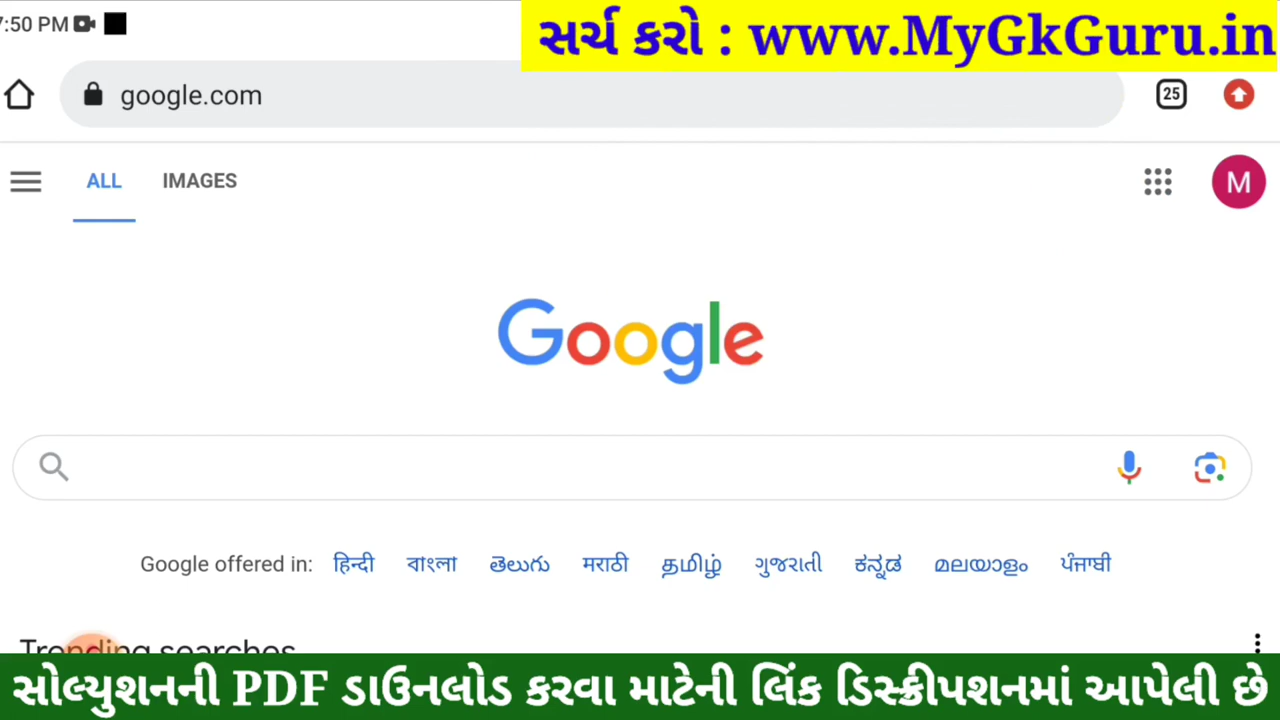 7:50 PM
સર્ચ કરો : www.MyGkGuru.in
google.com
25
ALL IMAGES
M
Google
Google offered in: हिन्दी বাংলা తెలుగు मराठी தமிழ் ગુજરાતી ಕನ್ನಡ മലയാളം ਪੰਜਾਬੀ
Trending searches
સોલ્યુશનની PDF ડાઉનલોડ કરવા માટેની લિંક ડિસ્ક્રીપશનમાં આપેલી છે